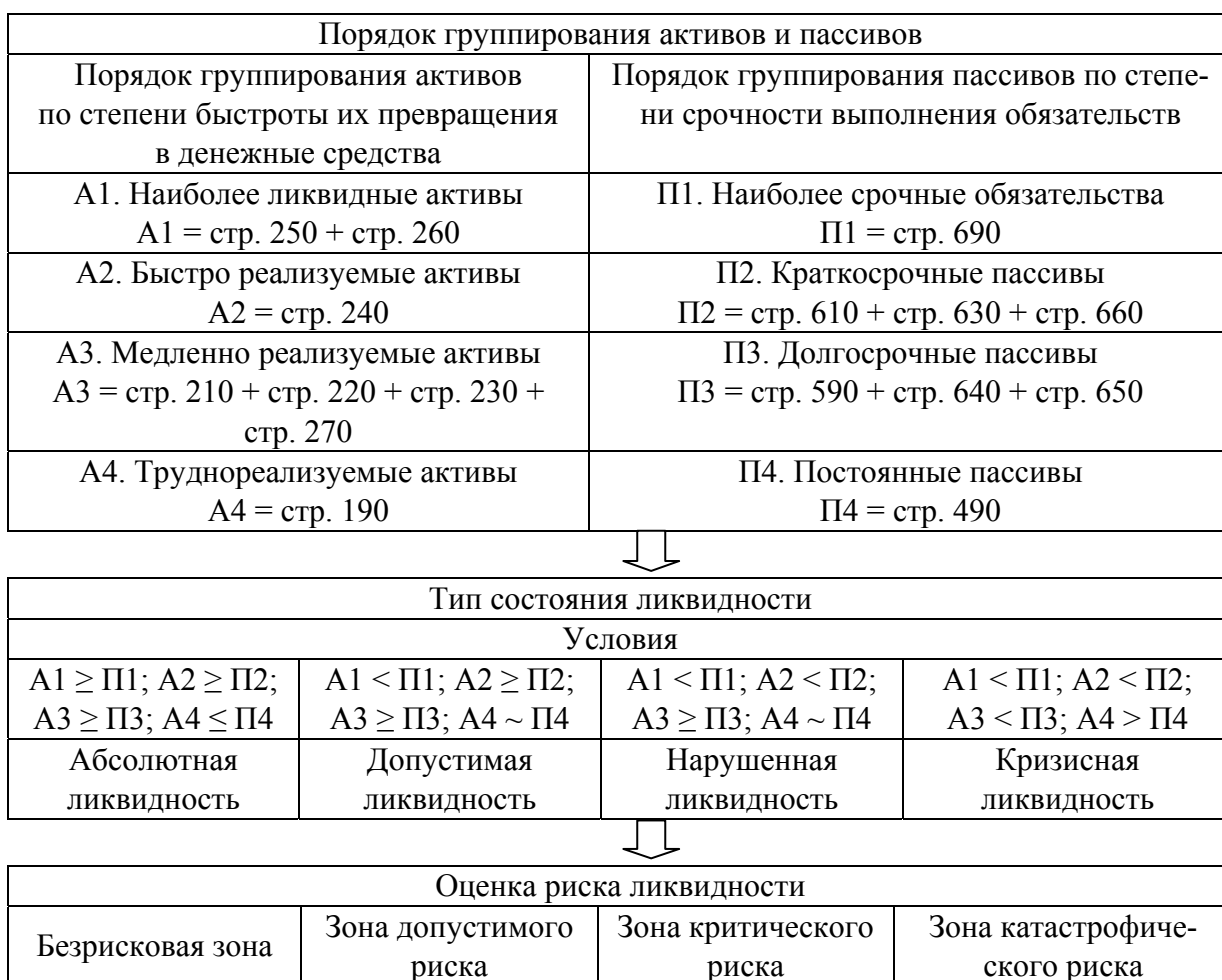 Порядок группирования активов и пассивов
Порядок группирования активов
по степени быстроты их превращения
в денежные средства
Порядок группирования пассивов по степе-
ни срочности выполнения обязательств
А1. Наиболее ликвидные активы
А1 = стр. 250 + стр. 260
П1. Наиболее срочные обязательства
П1 = стр. 690
А2. Быстро реализуемые активы
А2 = стр. 240
П2. Краткосрочные пассивы
П2 = стр. 610 + стр. 630 + стр. 660
А3. Медленно реализуемые активы
А3 = стр. 210 + стр. 220 + стр. 230 +
стр. 270
П3. Долгосрочные пассивы
П3 = стр. 590 + стр. 640 + стр. 650
А4. Труднореализуемые активы
А4 = стр. 190
П4. Постоянные пассивы
П4 = стр. 490
Тип состояния ликвидности
Условия
А1 ≥ П1; А2 ≥ П2;
А3 ≥ П3; А4 ≤ П4
А1 < П1; А2 ≥ П2;
А3 ≥ П3; А4 ~ П4
А1 < П1; А2 < П2;
А3 ≥ П3; А4 ~ П4
А1 < П1; А2 < П2;
А3 < П3; А4 > П4
Абсолютная
ликвидность
Допустимая
ликвидность
Нарушенная
ликвидность
Кризисная
ликвидность
Оценка риска ликвидности
Безрисковая зона
Зона допустимого
риска
Зона критического
риска
Зона катастрофиче-
ского риска